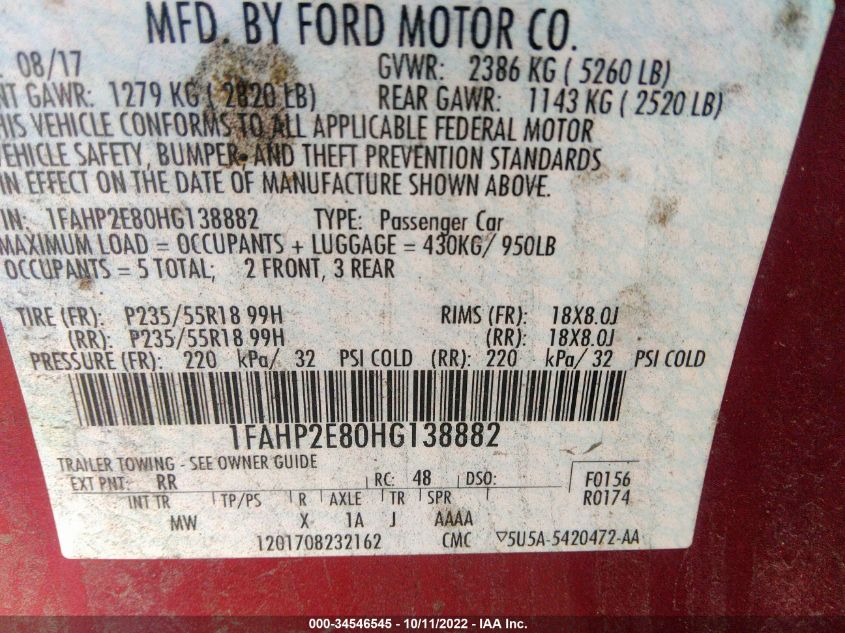 MFD. BY FORD MOTOR CO.
08/17 GVWR: 2386 KG ( 5260 LB)
NT GAWR: 1279 KG ( 2820 LB) REAR GAWR: 1143 KG ( 2520 LB)
HIS VEHICLE CONFORMS TO ALL APPLICABLE FEDERAL MOTOR
VEHICLE SAFETY, BUMPER, AND THEFT PREVENTION STANDARDS
IN EFFECT ON THE DATE OF MANUFACTURE SHOWN ABOVE.
IN: 1FAHP2E80HG138882 TYPE: Passenger Car
MAXIMUM LOAD = OCCUPANTS + LUGGAGE = 430KG/ 950LB
OCCUPANTS = 5 TOTAL; 2 FRONT, 3 REAR
TIRE (FR): P235/55R18 99H RIMS (FR): 18X8.0J
(RR): P235/55R18 99H (RR): 18X8.0J
PRESSURE (FR): 220 kPa/ 32 PSI COLD (RR): 220 kPa/ 32 PSI COLD
1FAHP2E80HG138882
TRAILER TOWING - SEE OWNER GUIDE
EXT PNT: RR RC: 48 DSO: F0156
INT TR TP/PS R AXLE TR SPR R0174
MW X 1A J AAAA
1201708232162 CMC ▽5U5A-5420472-AA
000-34546545 - 10/11/2022 - IAA Inc.